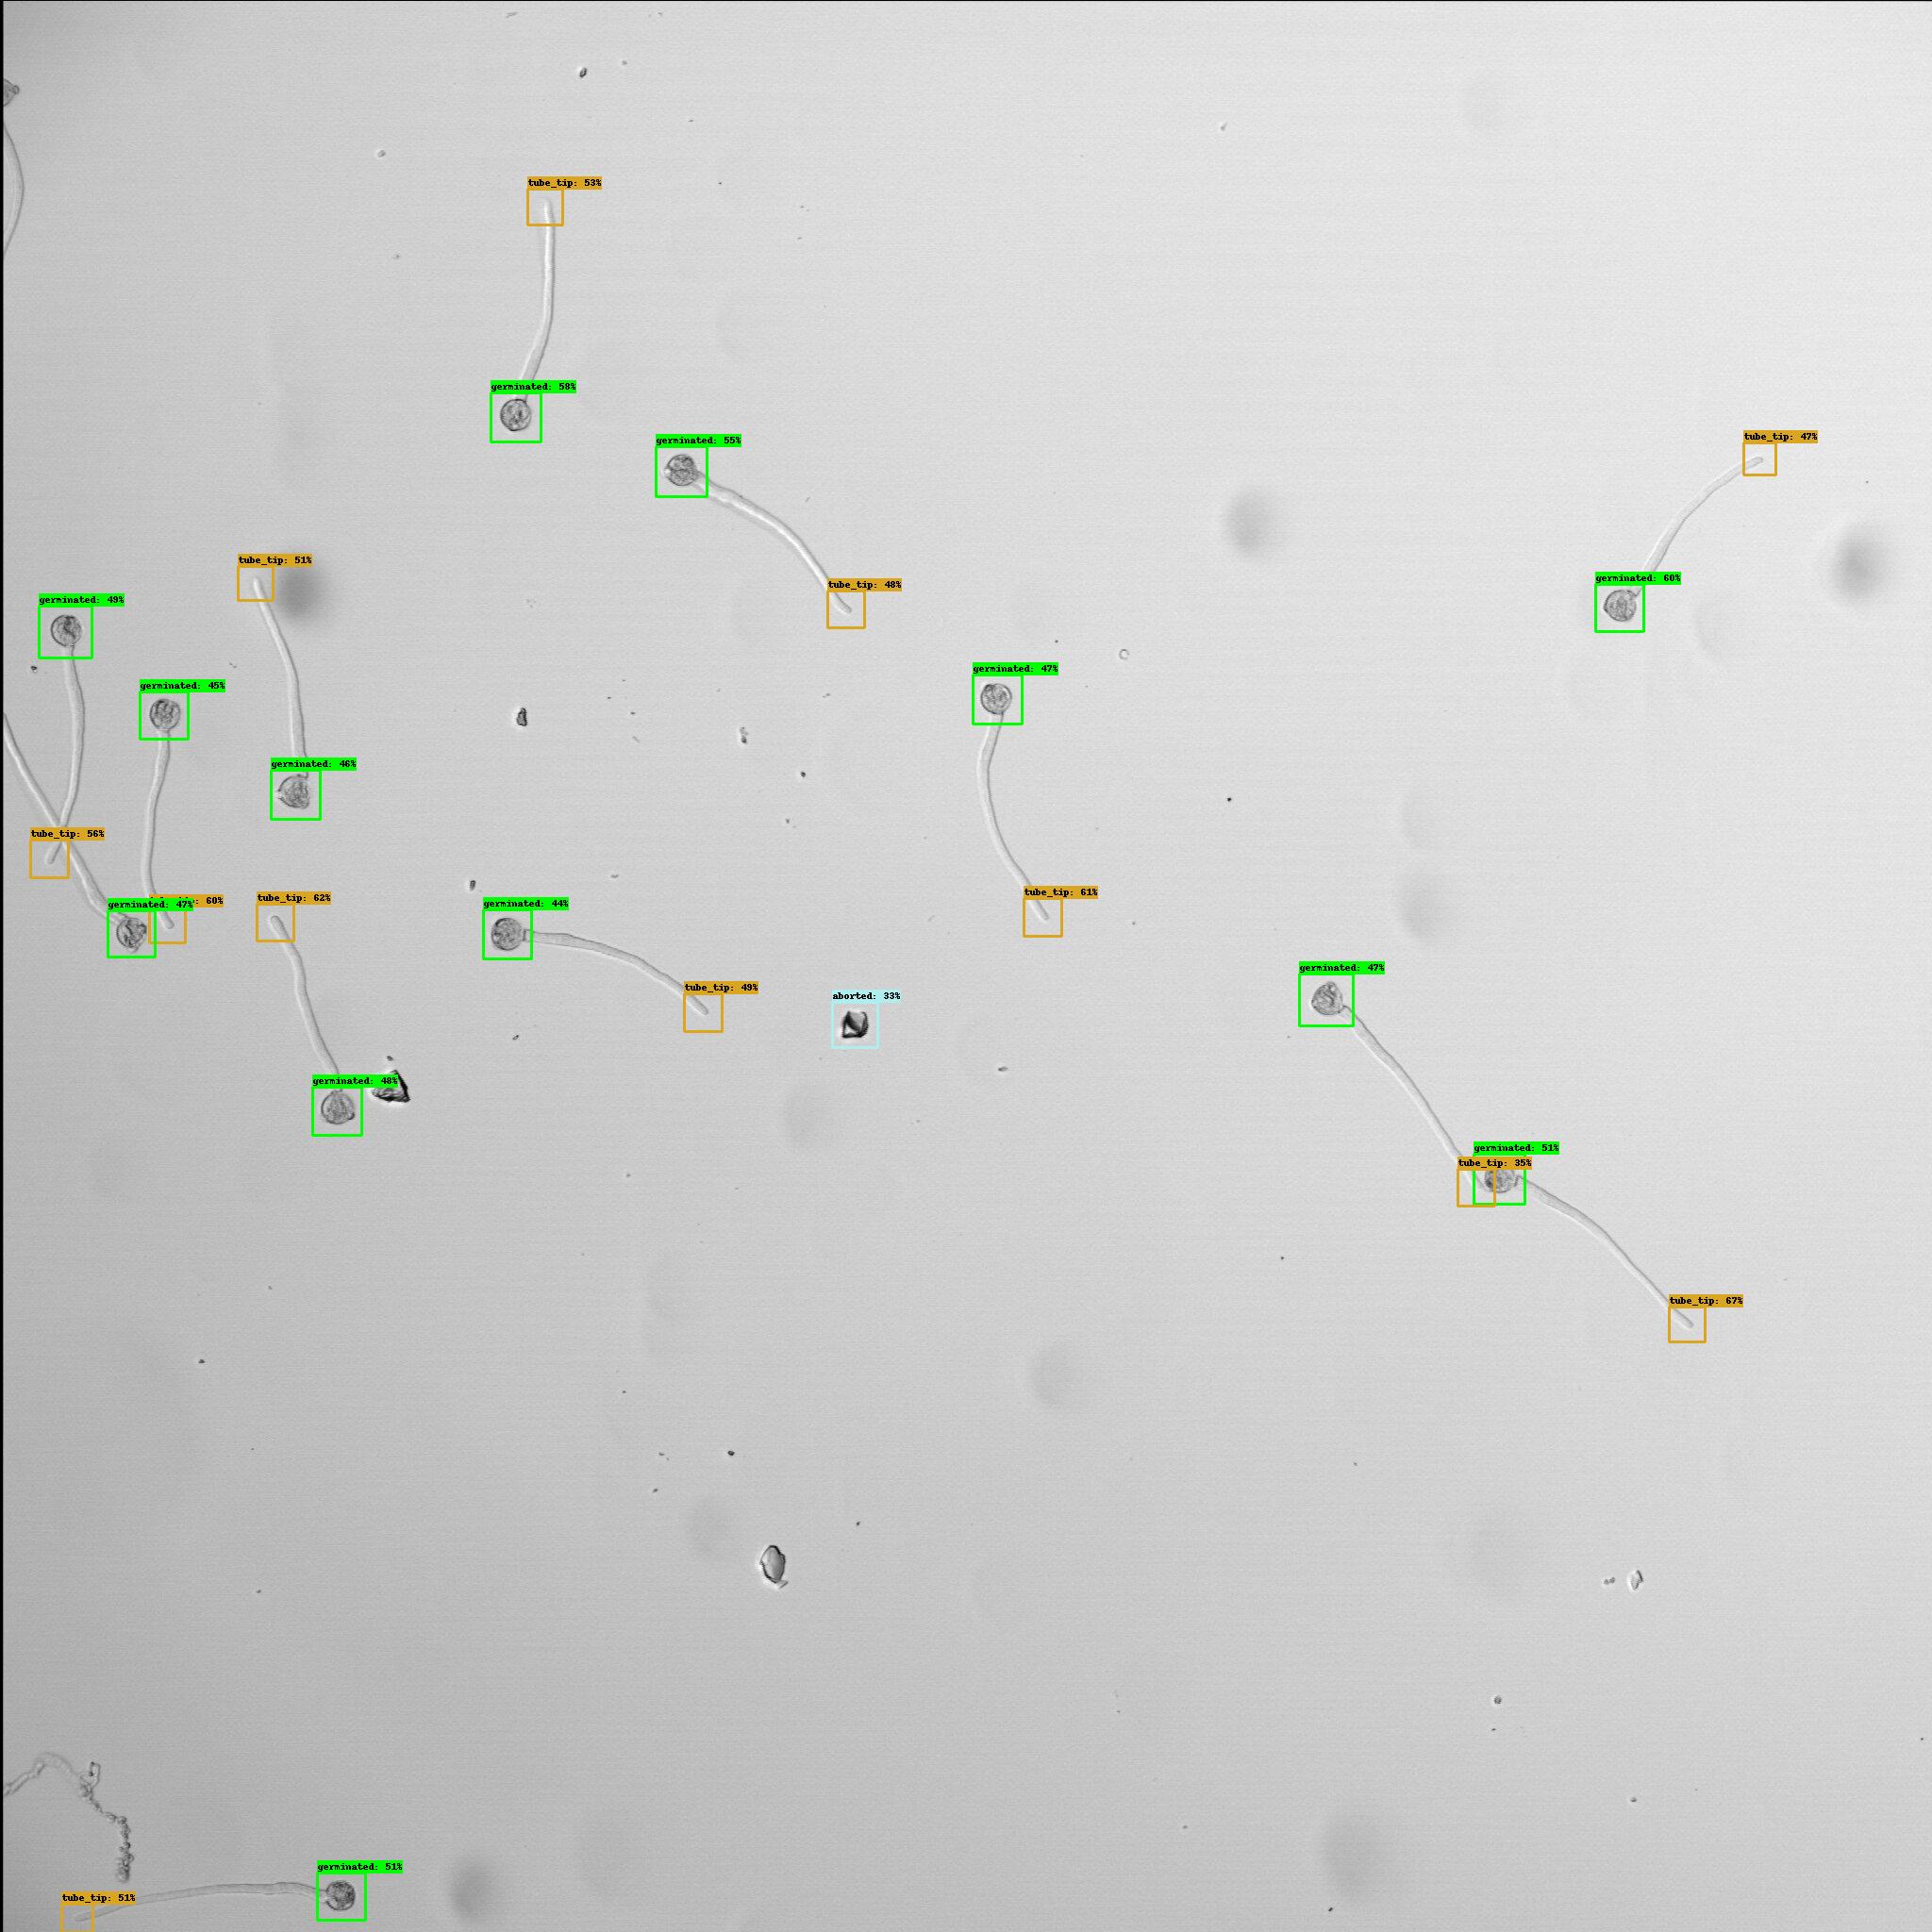 tube_tip: 53%
germinated: 58%
germinated: 55%
tube_tip: 47%
tube_tip: 51%
germinated: 60%
tube_tip: 48%
germinated: 49%
germinated: 47%
germinated: 45%
germinated: 46%
tube_tip: 56%
tube_tip: 61%
tube_tip: 62%
60%
germinated: 47%
germinated: 44%
germinated: 47%
tube_tip: 49%
aborted: 33%
germinated: 48%
germinated: 51%
tube_tip: 35%
tube_tip: 67%
germinated: 51%
tube_tip: 51%